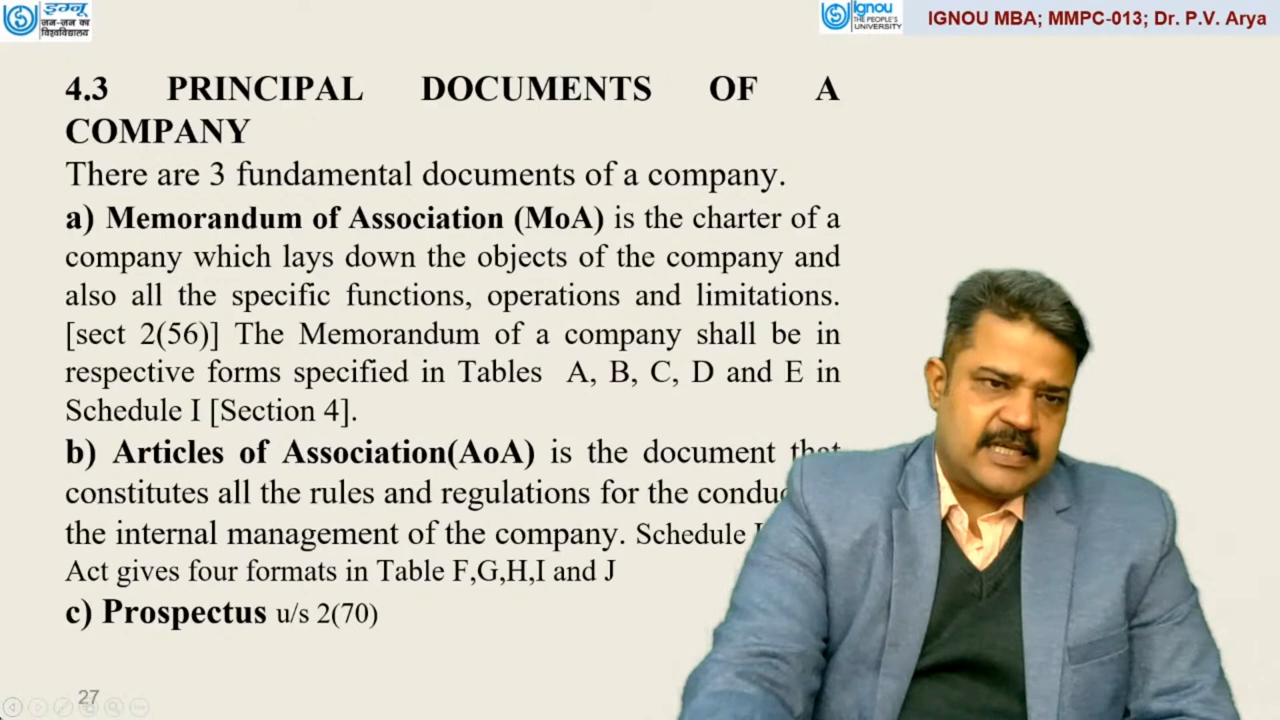 इग्नू
जन-जन का
विश्वविद्यालय
ignou
THE PEOPLE'S
UNIVERSITY
IGNOU MBA; MMPC-013; Dr. P.V. Arya
4.3 PRINCIPAL DOCUMENTS OF A
COMPANY
There are 3 fundamental documents of a company.
a) Memorandum of Association (MoA) is the charter of a
company which lays down the objects of the company and
also all the specific functions, operations and limitations.
[sect 2(56)] The Memorandum of a company shall be in
respective forms specified in Tables A, B, C, D and E in
Schedule I [Section 4].
b) Articles of Association(AoA) is the document that
constitutes all the rules and regulations for the
the internal management of the company. Schedule
Act gives four formats in Table F,G,H,I and J
c) Prospectus u/s 2(70)
27